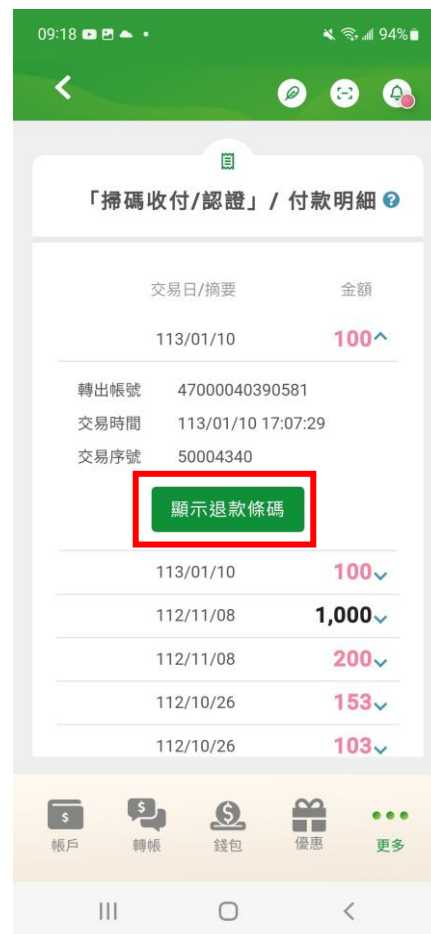 09:18 94%
「掃碼收付/認證」 / 付款明細 ?
交易日/摘要 金額
113/01/10 100
轉出帳號 47000040390581
交易時間 113/01/10 17:07:29
交易序號 50004340
顯示退款條碼
113/01/10 100
112/11/08 1,000
112/11/08 200
112/10/26 153
112/10/26 103
帳戶 轉帳 錢包 優惠 更多